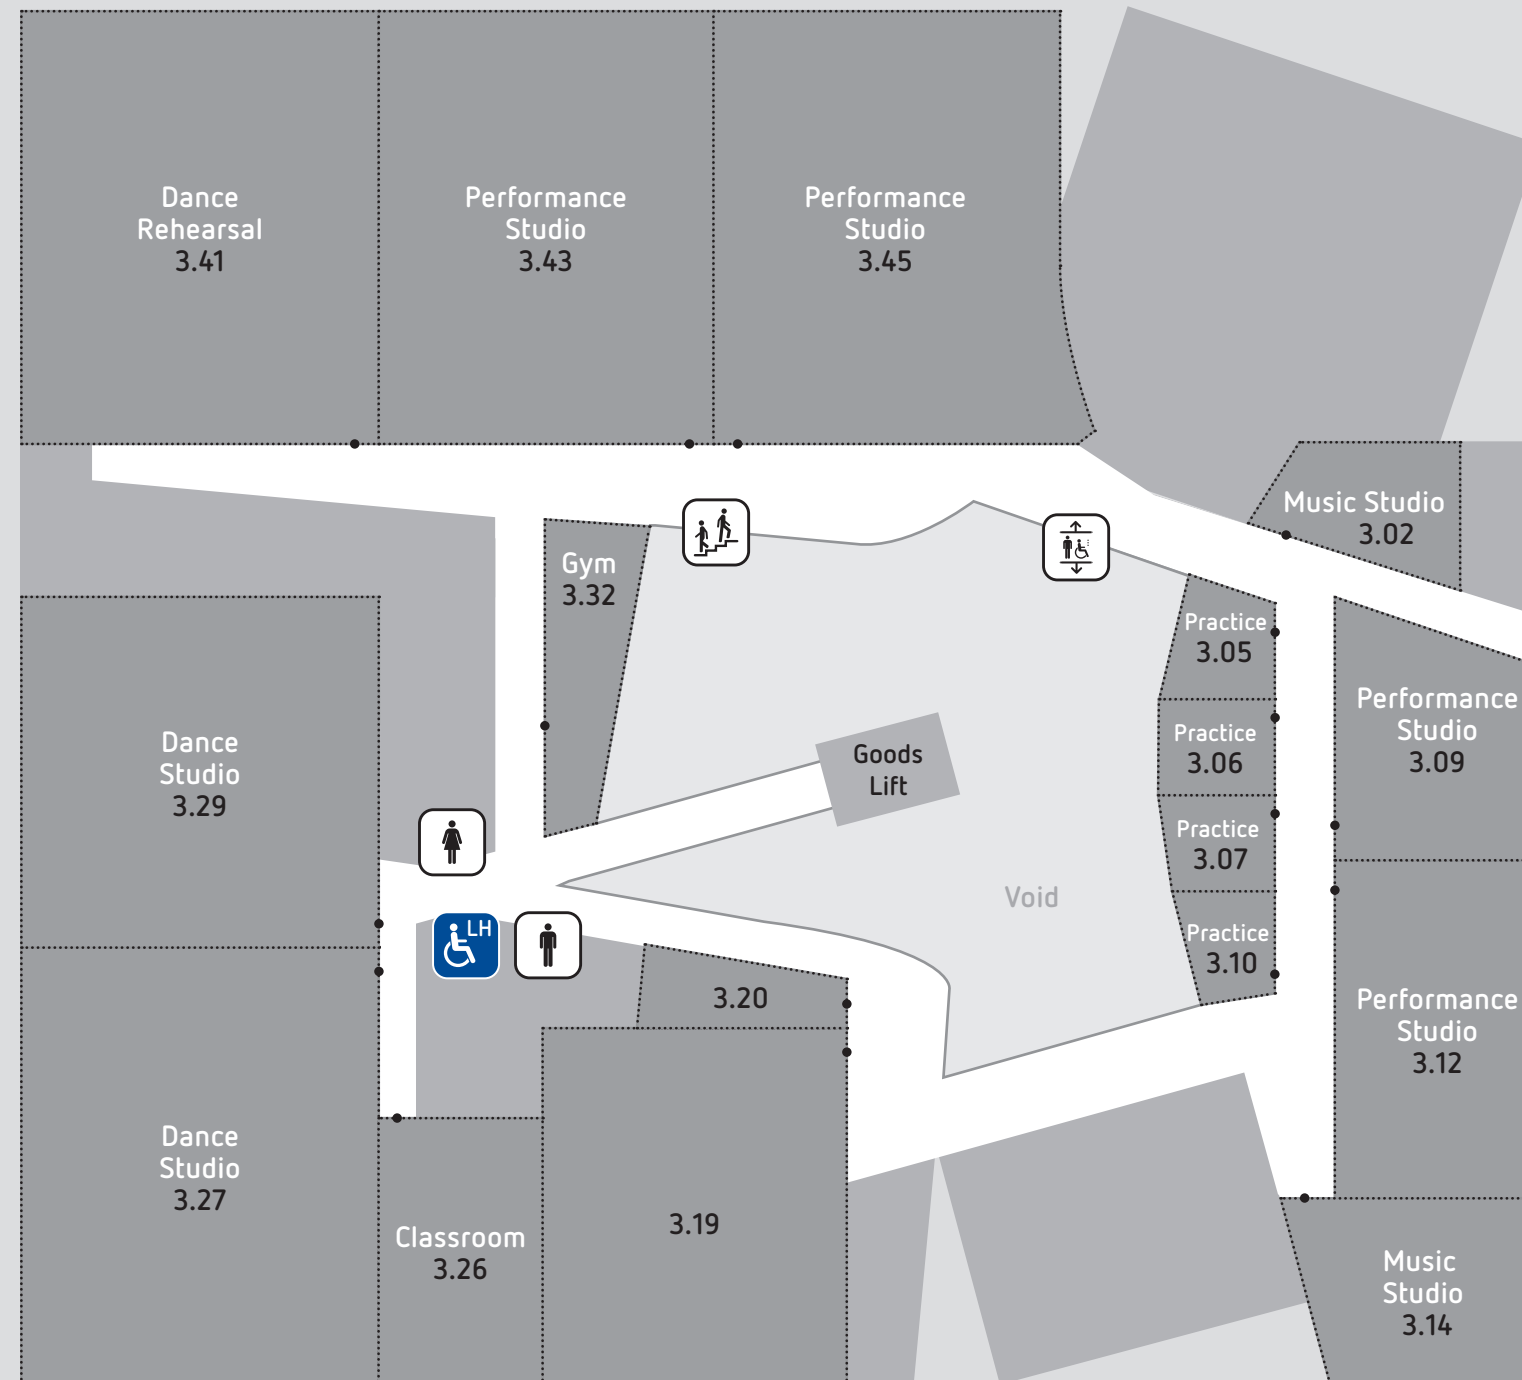 Dance
Rehearsal
3.41
Performance
Studio
3.43
Performance
Studio
3.45
Music Studio
3.02
Gym
3.32
Practice
3.05
Performance
Studio
3.09
Practice
3.06
Dance
Studio
3.29
Goods
Lift
Practice
3.07
Void
LH
Practice
3.10
3.20
Performance
Studio
3.12
Dance
Studio
3.27
Classroom
3.26
3.19
Music
Studio
3.14